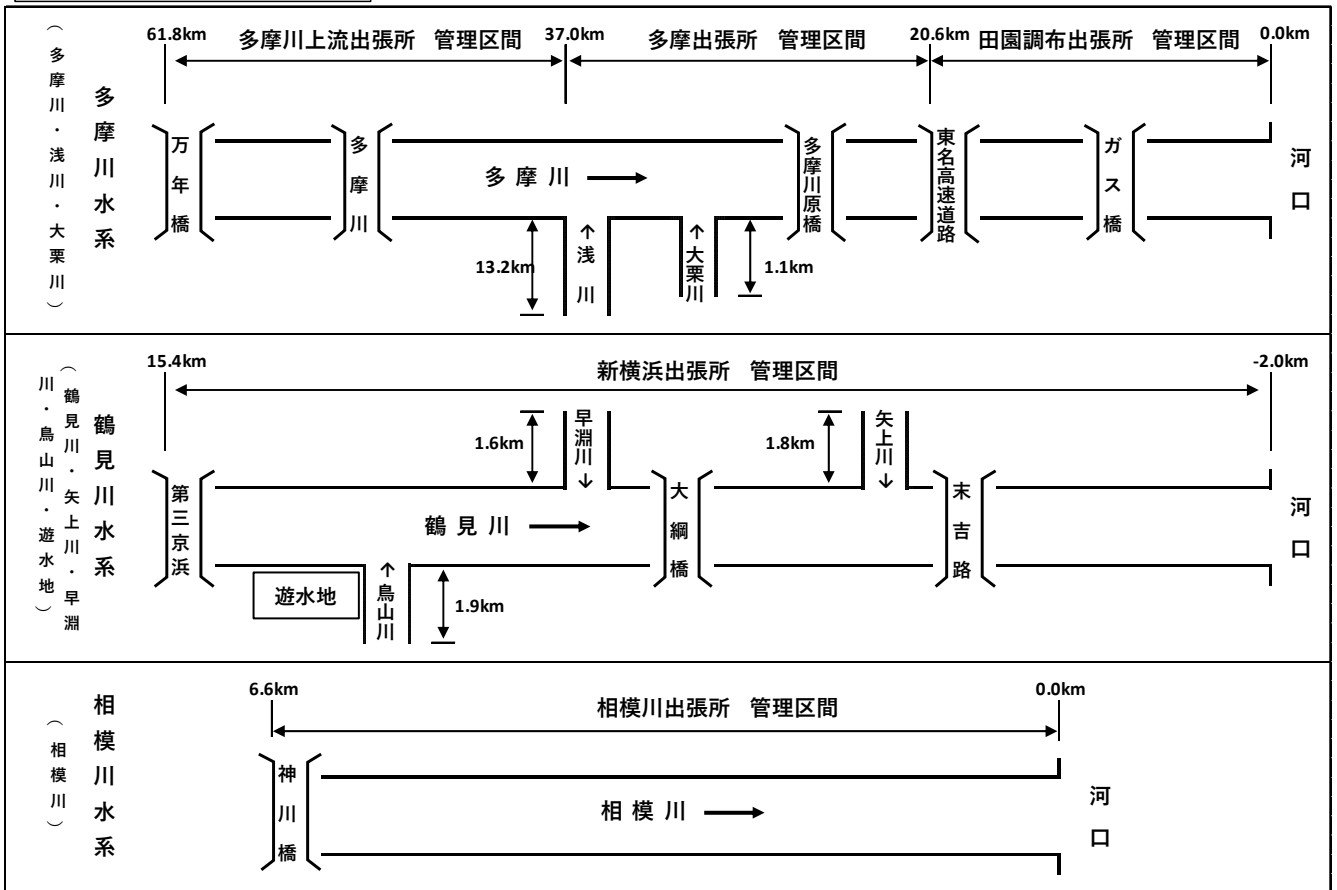 61.8km
多摩川上流出張所 管理区間
37.0km
多摩出張所 管理区間
20.6km
田園調布出張所 管理区間
0.0km
多摩川水系
（多摩川・浅川・大栗川）
万年橋
多摩川
多摩川→
多摩川原橋
東名高速道路
ガス橋
河口
13.2km
↑浅川
↑大栗川
1.1km
15.4km
新横浜出張所 管理区間
-2.0km
鶴見川水系
（鶴見川・矢上川・早淵
川・鳥山川・遊水地）
1.6km
早淵川↓
1.8km
矢上川↓
第三京浜
鶴見川→
大綱橋
末吉路
河口
遊水地
↑鳥山川
1.9km
6.6km
相模川出張所 管理区間
0.0km
相模川水系
（相模川）
神川橋
相模川→
河口